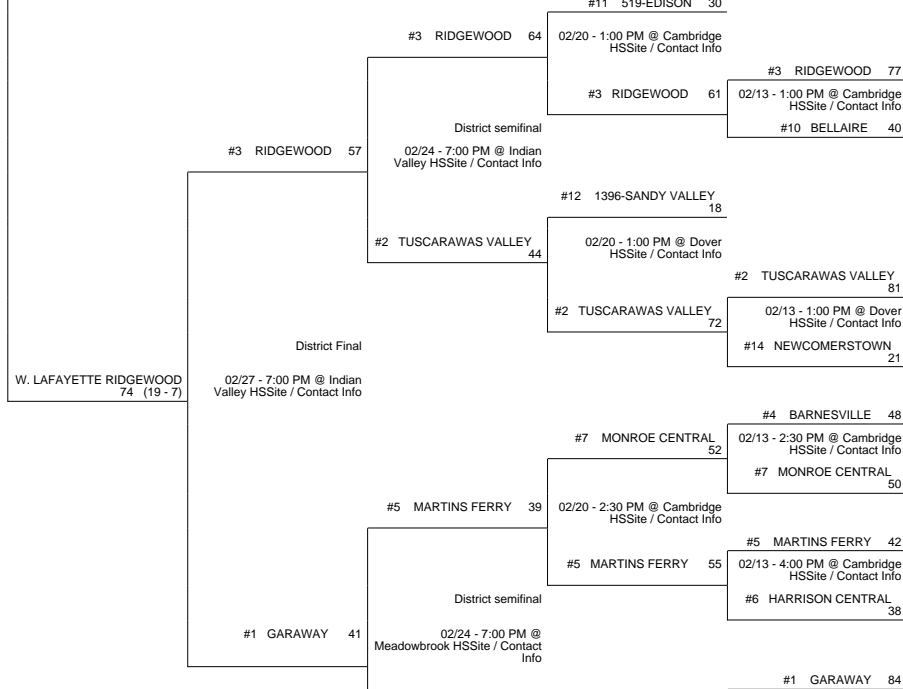 #11 519-EDISON 30
#3 RIDGEWOOD 64
02/20 - 1:00 PM @ Cambridge
HSSite / Contact Info
#3 RIDGEWOOD 77
#3 RIDGEWOOD 61
02/13 - 1:00 PM @ Cambridge
HSSite / Contact Info
District semifinal
#10 BELLAIRE 40
#3 RIDGEWOOD 57
02/24 - 7:00 PM @ Indian
Valley HSSite / Contact Info
#12 1396-SANDY VALLEY
18
#2 TUSCARAWAS VALLEY
44
02/20 - 1:00 PM @ Dover
HSSite / Contact Info
#2 TUSCARAWAS VALLEY
81
#2 TUSCARAWAS VALLEY
72
02/13 - 1:00 PM @ Dover
HSSite / Contact Info
District Final
#14 NEWCOMERSTOWN
21
W. LAFAYETTE RIDGEWOOD
74 (19 - 7)
02/27 - 7:00 PM @ Indian
Valley HSSite / Contact Info
#4 BARNESVILLE 48
#7 MONROE CENTRAL
52
02/13 - 2:30 PM @ Cambridge
HSSite / Contact Info
#7 MONROE CENTRAL
50
#5 MARTINS FERRY 39
02/20 - 2:30 PM @ Cambridge
HSSite / Contact Info
#5 MARTINS FERRY 42
#5 MARTINS FERRY 55
02/13 - 4:00 PM @ Cambridge
HSSite / Contact Info
District semifinal
#6 HARRISON CENTRAL
38
#1 GARAWAY 41
02/24 - 7:00 PM @
Meadowbrook HSSite / Contact
Info
#1 GARAWAY 84